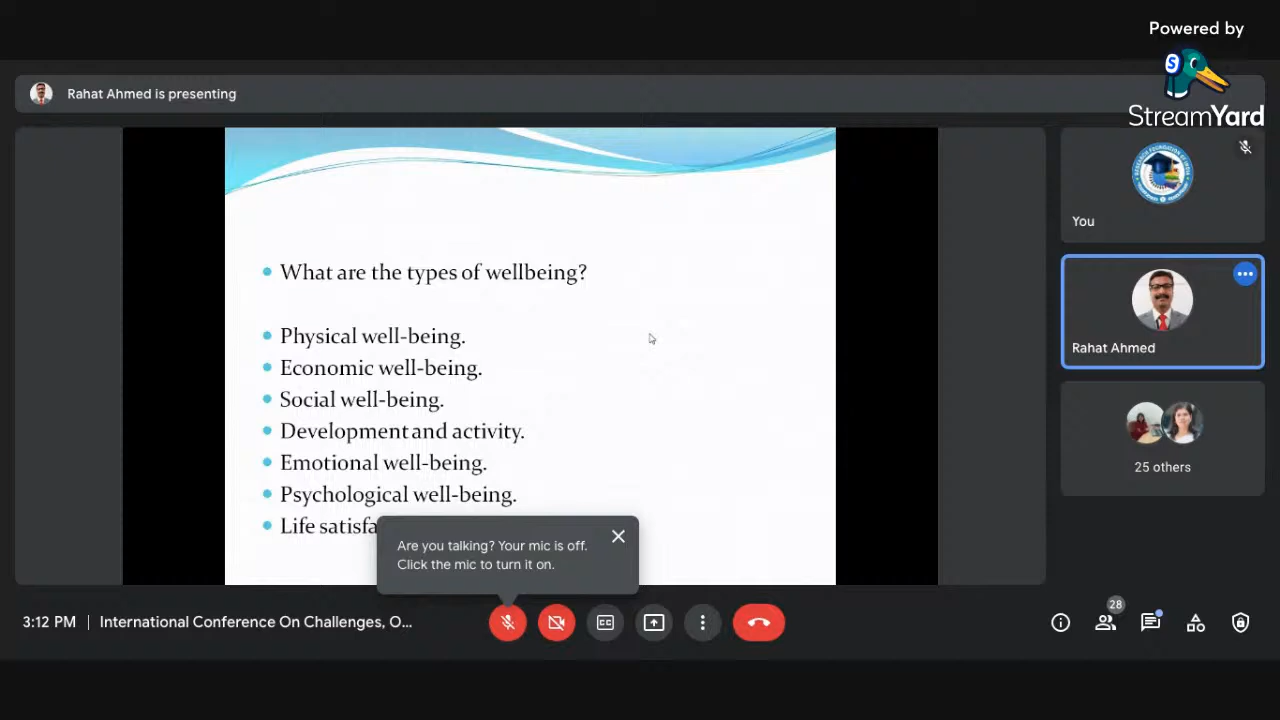 Powered by
StreamYard
Rahat Ahmed is presenting
What are the types of wellbeing?
Physical well-being.
Economic well-being.
Social well-being.
Development and activity.
Emotional well-being.
Psychological well-being.
Life satisfa
Are you talking? Your mic is off.
Click the mic to turn it on.
You
Rahat Ahmed
25 others
3:12 PM | International Conference On Challenges, O...
CC
28